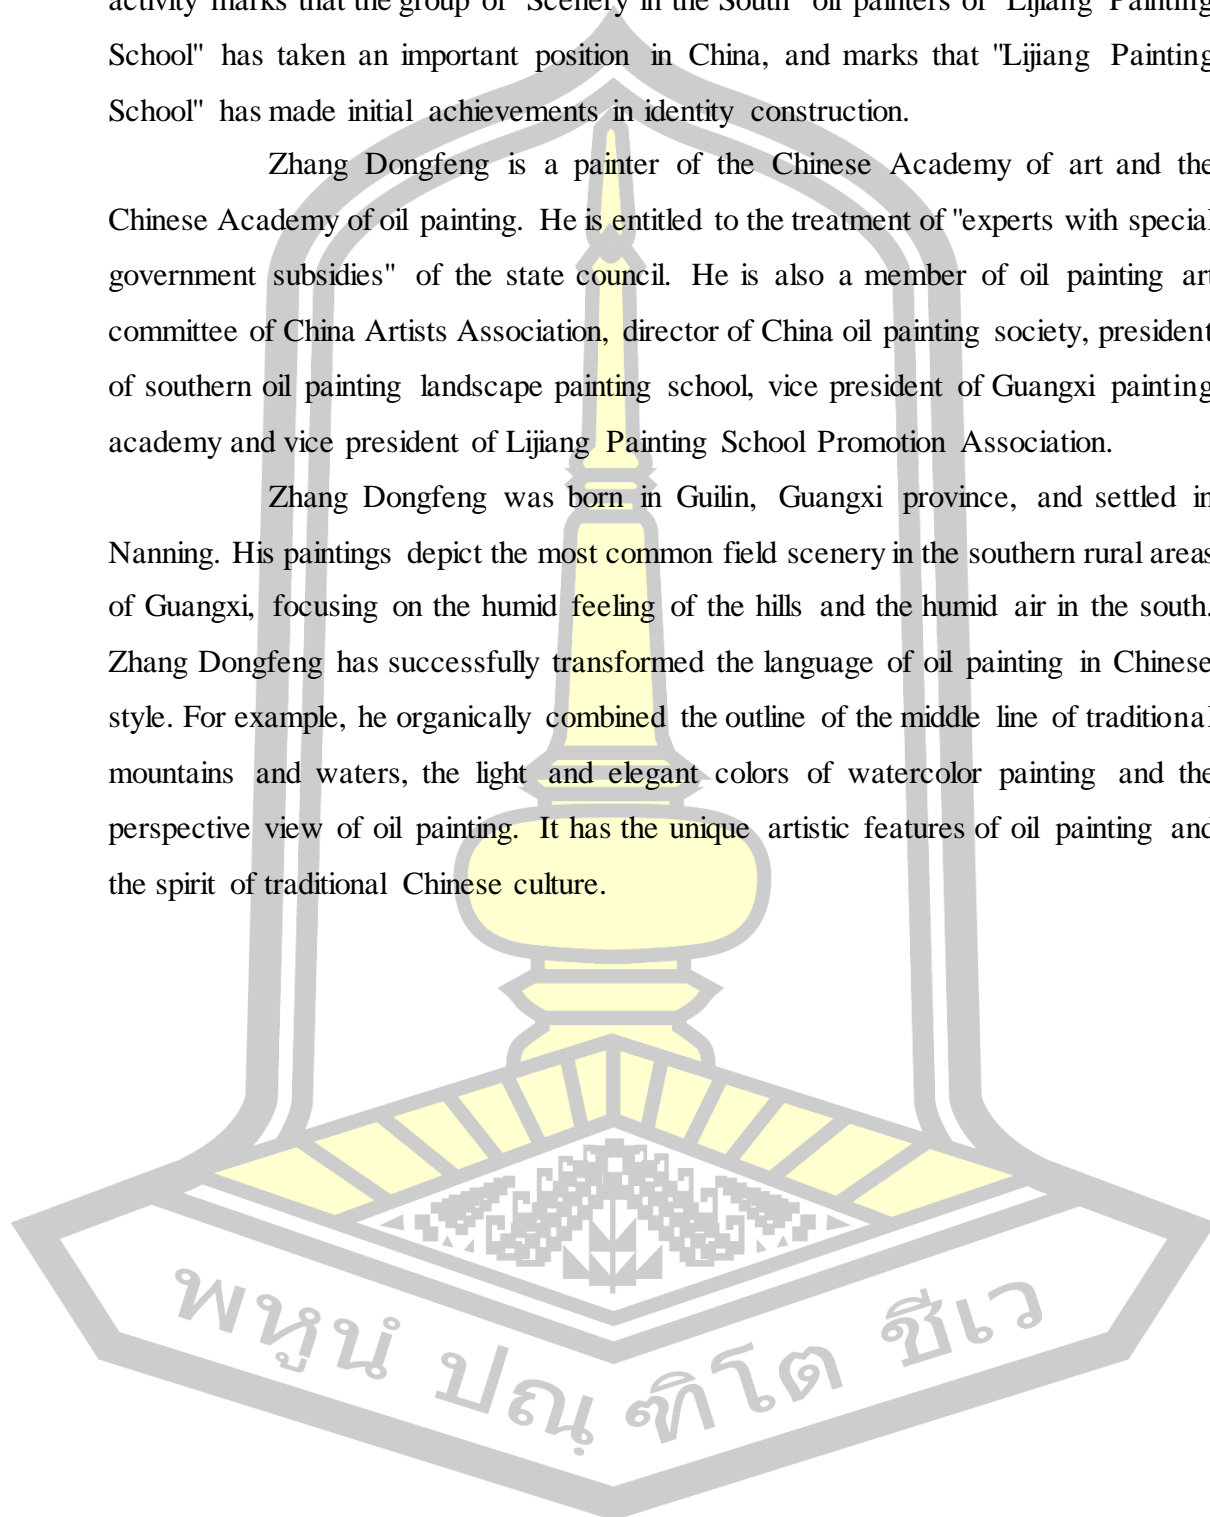 activity marks that the group of "Scenery in the South" oil painters of "Lijiang Painting
School" has taken an important position in China, and marks that "Lijiang Painting
School" has made initial achievements in identity construction.
Zhang Dongfeng is a painter of the Chinese Academy of art and the
Chinese Academy of oil painting. He is entitled to the treatment of "experts with special
government subsidies" of the state council. He is also a member of oil painting art
committee of China Artists Association, director of China oil painting society, president
of southern oil painting landscape painting school, vice president of Guangxi painting
academy and vice president of Lijiang Painting School Promotion Association.
Zhang Dongfeng was born in Guilin, Guangxi province, and settled in
Nanning. His paintings depict the most common field scenery in the southern rural areas
of Guangxi, focusing on the humid feeling of the hills and the humid air in the south.
Zhang Dongfeng has successfully transformed the language of oil painting in Chinese
style. For example, he organically combined the outline of the middle line of traditional
mountains and waters, the light and elegant colors of watercolor painting and the
perspective view of oil painting. It has the unique artistic features of oil painting and
the spirit of traditional Chinese culture.
พหูนํ ปณฺฑิโต ชีเว